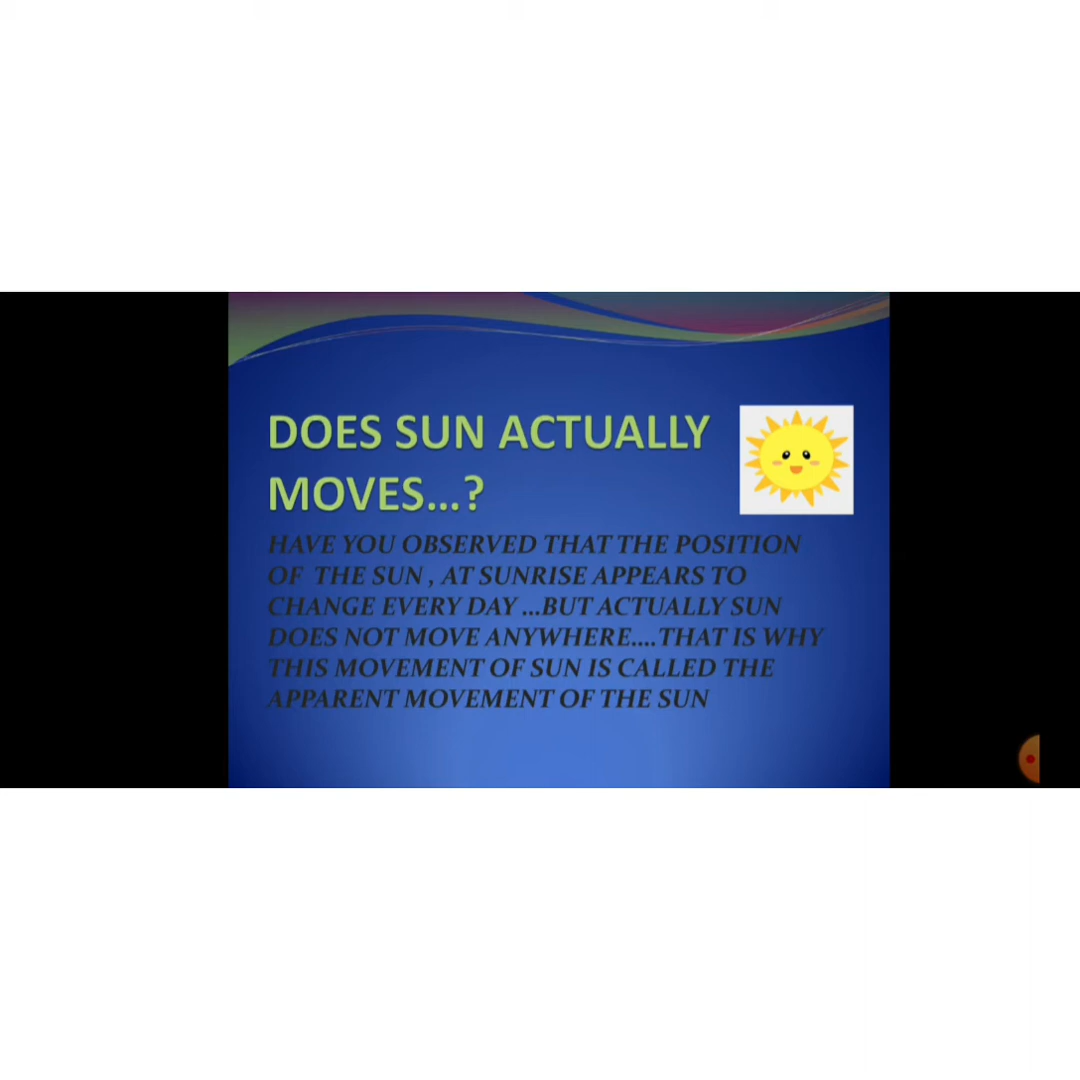 DOES SUN ACTUALLY
MOVES...?
HAVE YOU OBSERVED THAT THE POSITION
OF THE SUN , AT SUNRISE APPEARS TO
CHANGE EVERY DAY ...BUT ACTUALLY SUN
DOES NOT MOVE ANYWHERE....THAT IS WHY
THIS MOVEMENT OF SUN IS CALLED THE
APPARENT MOVEMENT OF THE SUN